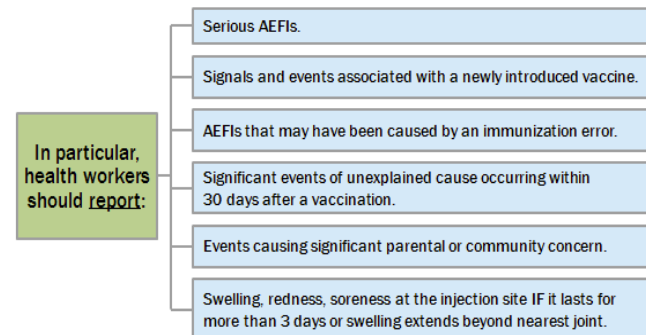 In particular,
health workers
should report:
Serious AEFIs.
Signals and events associated with a newly introduced vaccine.
AEFIs that may have been caused by an immunization error.
Significant events of unexplained cause occurring within
30 days after a vaccination.
Events causing significant parental or community concern.
Swelling, redness, soreness at the injection site IF it lasts for
more than 3 days or swelling extends beyond nearest joint.